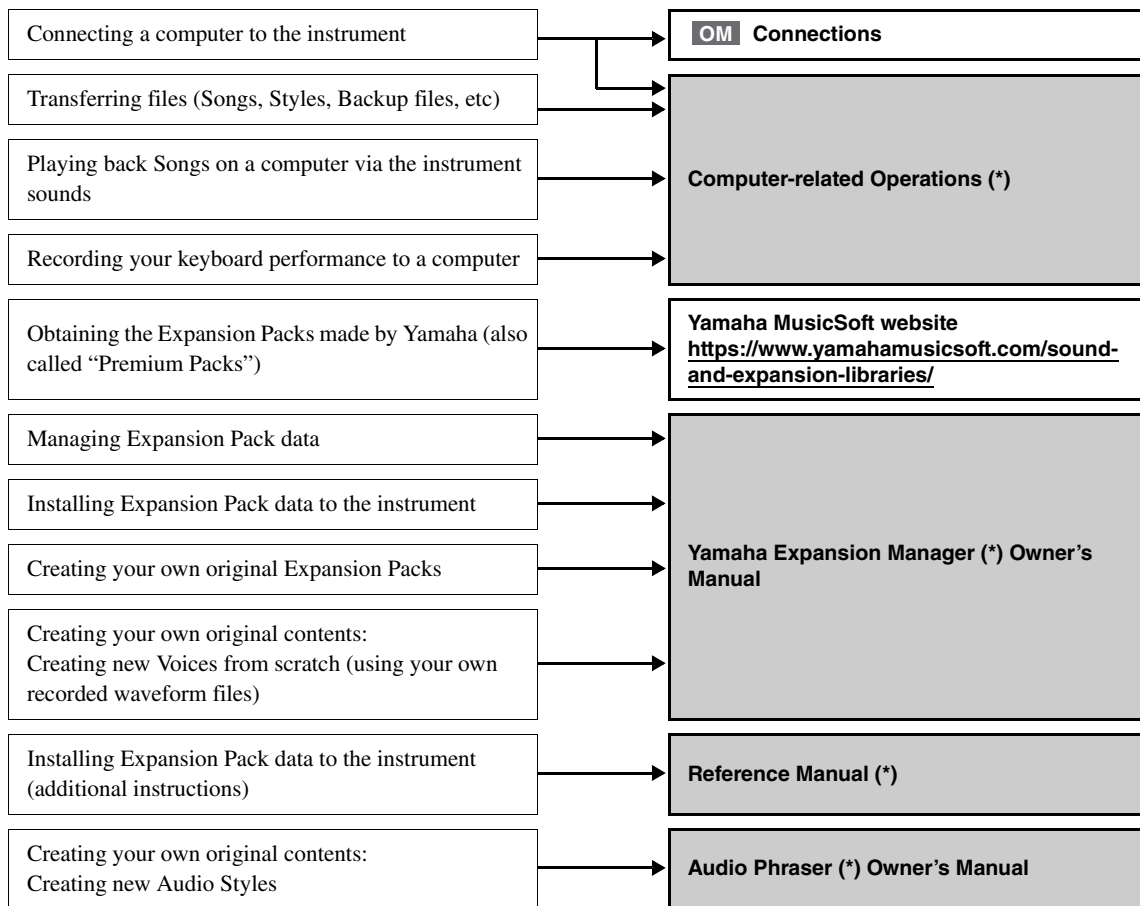 Connecting a computer to the instrument
OM Connections
Transferring files (Songs, Styles, Backup files, etc)
Playing back Songs on a computer via the instrument
sounds
Recording your keyboard performance to a computer
Computer-related Operations (*)
Obtaining the Expansion Packs made by Yamaha (also
called “Premium Packs”)
Yamaha MusicSoft website
https://www.yamahamusicsoft.com/sound-
and-expansion-libraries/
Managing Expansion Pack data
Installing Expansion Pack data to the instrument
Creating your own original Expansion Packs
Creating your own original contents:
Creating new Voices from scratch (using your own
recorded waveform files)
Yamaha Expansion Manager (*) Owner’s
Manual
Installing Expansion Pack data to the instrument
(additional instructions)
Reference Manual (*)
Creating your own original contents:
Creating new Audio Styles
Audio Phraser (*) Owner’s Manual